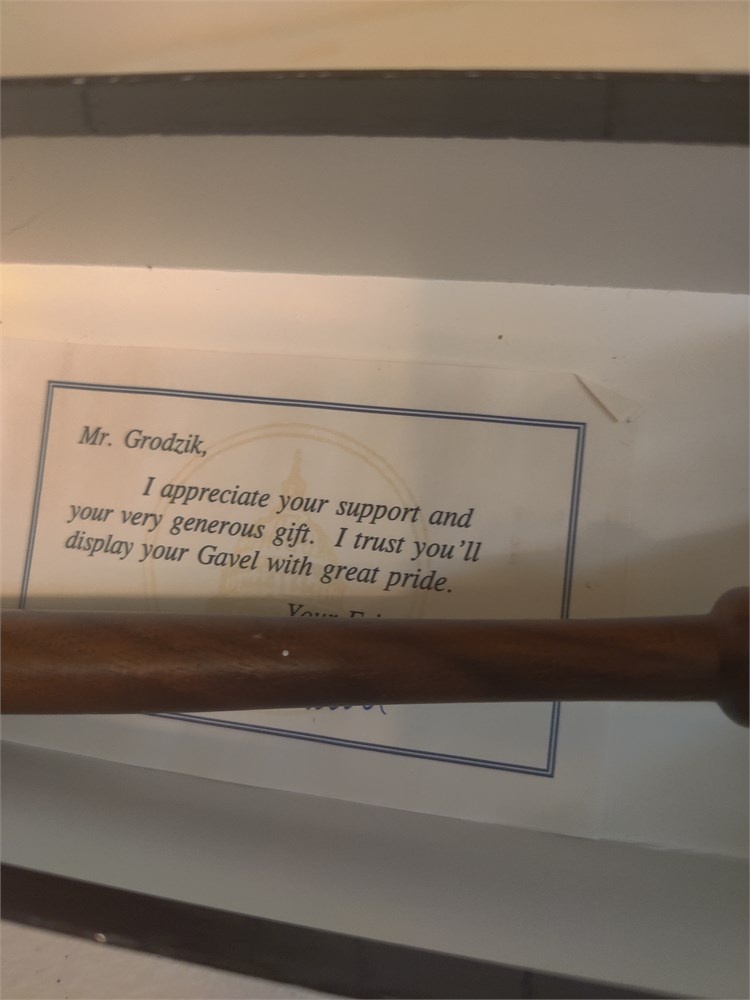 Mr. Grodzik,
I appreciate your support and
your very generous gift. I trust you'll
display your Gavel with great pride.